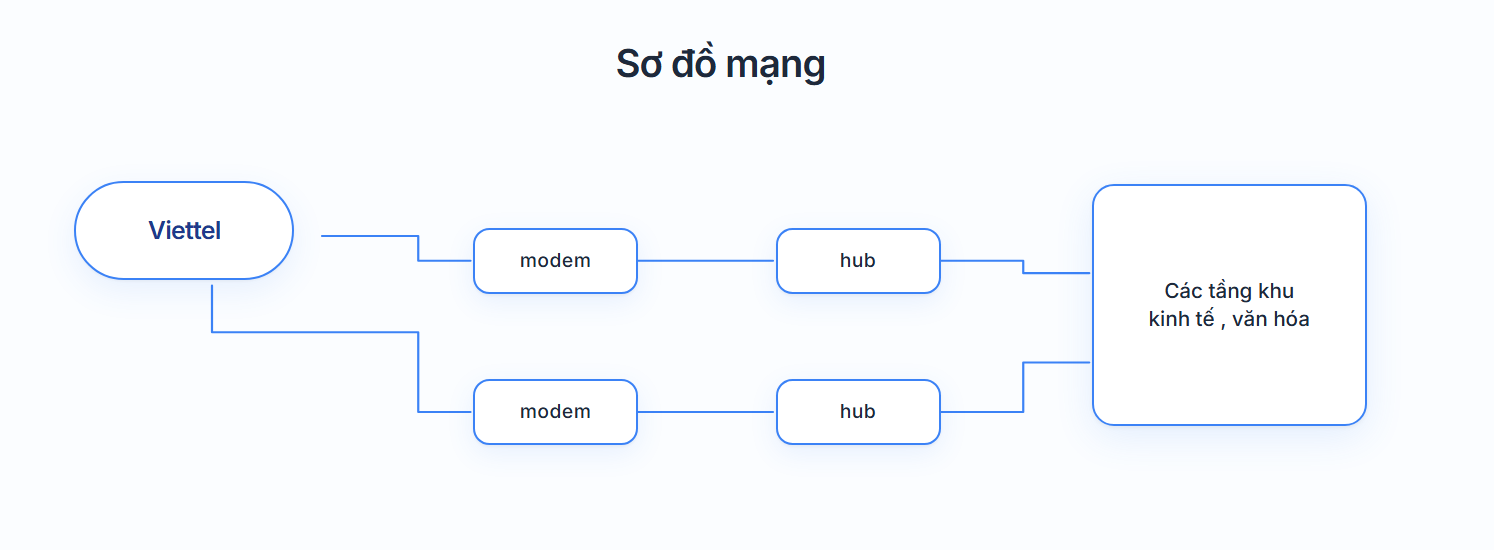 Sơ đồ mạng
Viettel
modem
hub
Các tầng khu
kinh tế , văn hóa
modem
hub